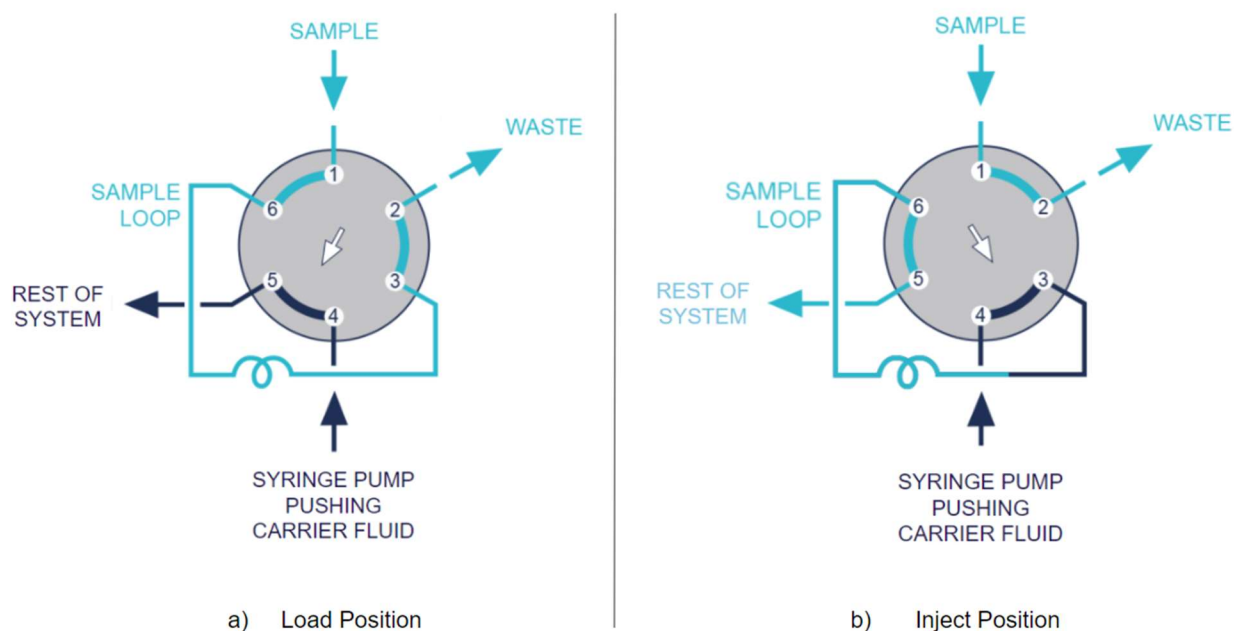 SAMPLE
WASTE
1
2
3
4
5
6
SAMPLE
LOOP
REST OF
SYSTEM
SYRINGE PUMP
PUSHING
CARRIER FLUID
a) Load Position
SAMPLE
WASTE
1
2
3
4
5
6
SAMPLE
LOOP
REST OF
SYSTEM
SYRINGE PUMP
PUSHING
CARRIER FLUID
b) Inject Position